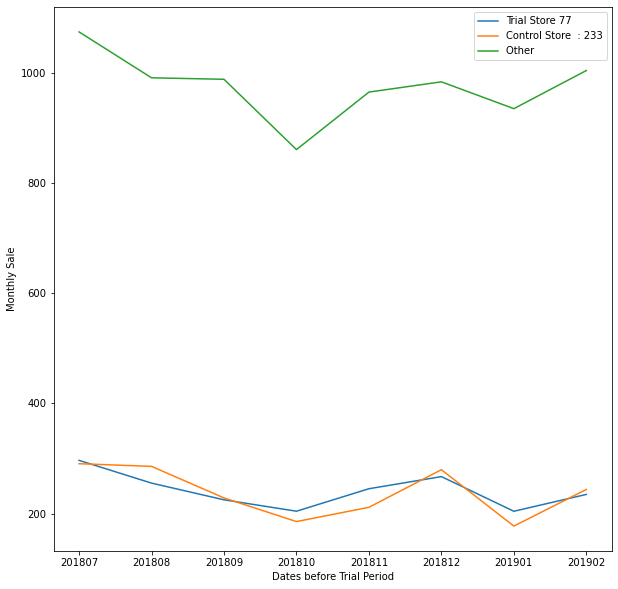 Trial Store 77
Control Store  : 233
Other
1000
800
600
400
200
Monthly Sale
201807 201808 201809 201810 201811 201812 201901 201902
Dates before Trial Period